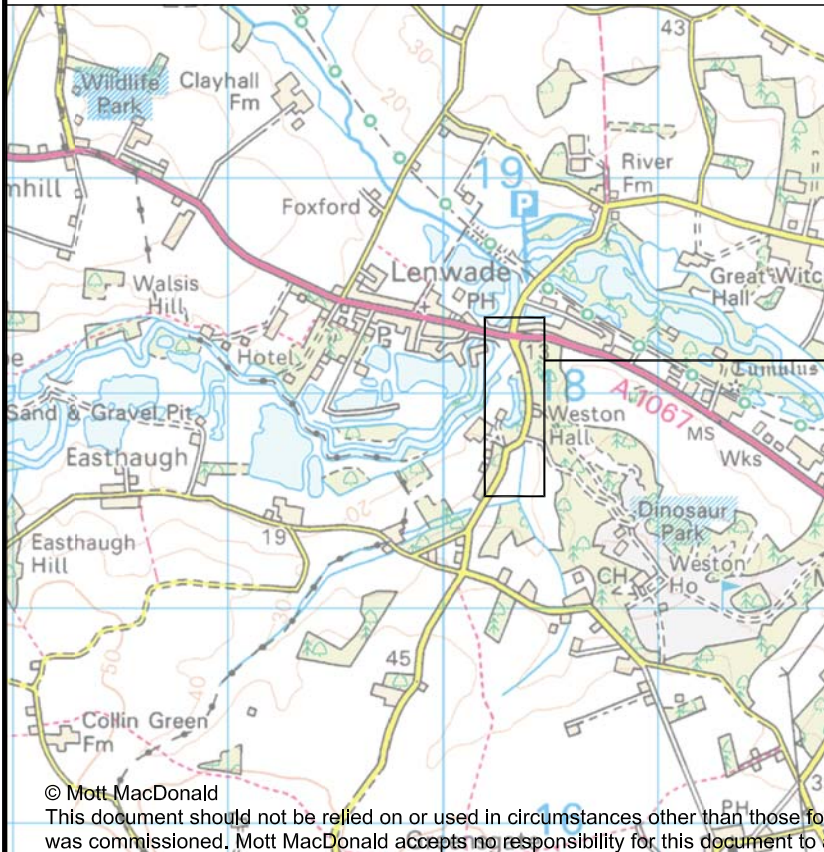 43
Wildlife
Park
Clayhall
Fm
30
20
19
River
Fm
P
nhill
Foxford
Lenwade
PH
Walsis
Hill
Great Witc
Hall
Hotel
P
13
18
Cumulus
A 1067
Sand & Gravel Pit
Weston
Hall
MS
Wks
Easthaugh
20
Dinosaur
Park
19
Easthaugh
Hill
CH
Weston
Ho
30
45
50
40
Collin Green
Fm
PH
© Mott MacDonald
This document should not be relied on or used in circumstances other than those fo
was commissioned. Mott MacDonald accepts no responsibility for this document to a